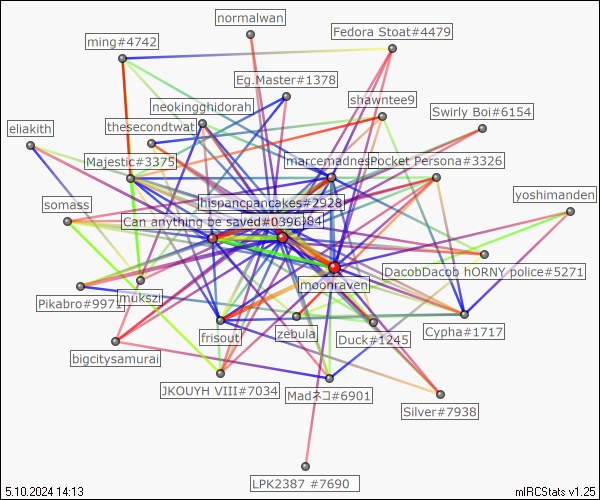 normalwan
Fedora Stoat#4479
ming#4742
Eg.Master#1378
shawntee9
neokingghidorah
Swirly Boi#6154
eliakith
thesecondtwat
Majestic#3375
marcemadnes
Pocket Persona#3326
yoshimanden
hispancpancakes#2928
somass
Can anything be saved#0396
84
DacobDacob hORNY police#5271
moonraven
Pikabro#9971
mukszi
frisout
zebula
Duck#1245
Cypha#1717
bigcitysamurai
JKOUYH VIII#7034
Madネコ#6901
Silver#7938
LPK2387 #7690
5.10.2024 14:13
mIRCStats v1.25